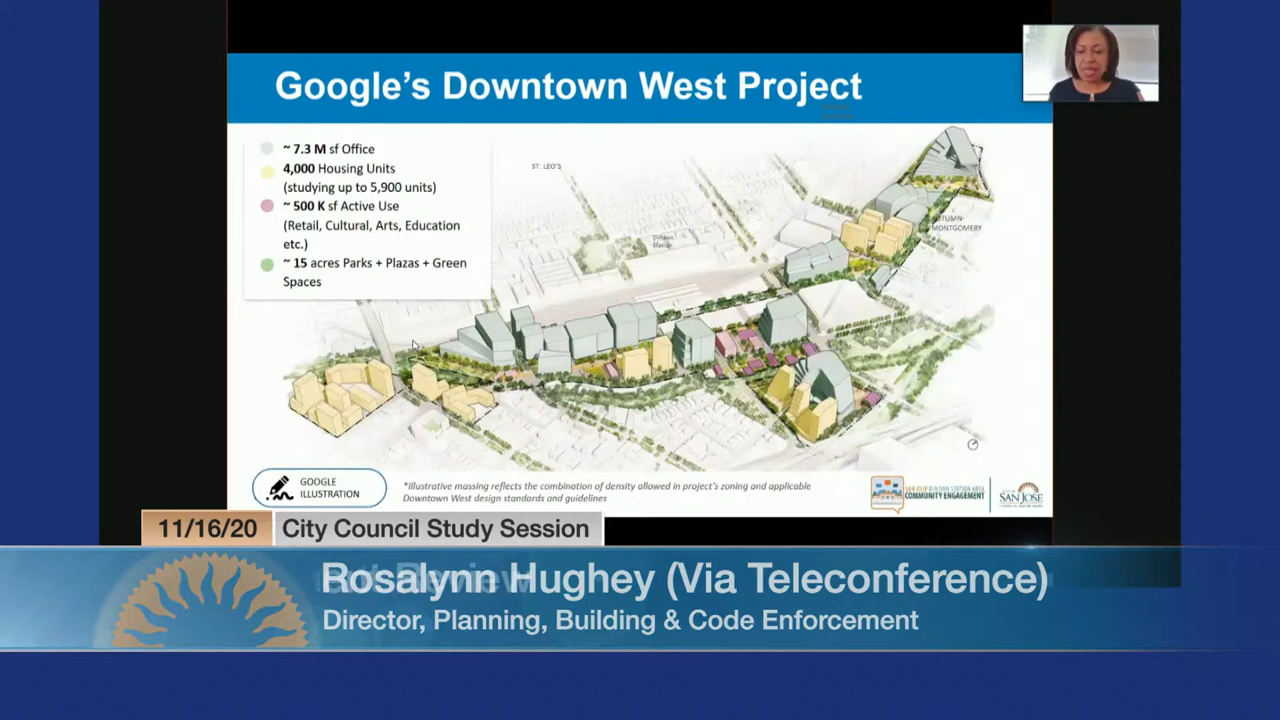 Google's Downtown West Project
~ 7.3 M sf Office
4,000 Housing Units
(studying up to 5,900 units)
~ 500 K sf Active Use
(Retail, Cultural, Arts, Education
etc.)
~ 15 acres Parks + Plazas + Green
Spaces
ST. LEO'S
AUTUMN-
MONTGOMERY
GOOGLE
ILLUSTRATION
*Illustrative massing reflects the combination of density allowed in project's zoning and applicable
Downtown West design standards and guidelines
SAN JOSE DIRIDON STATION AREA
COMMUNITY ENGAGEMENT
SAN JOSE
11/16/20 City Council Study Session
Rosalynn Hughey (Via Teleconference)
Director, Planning, Building & Code Enforcement